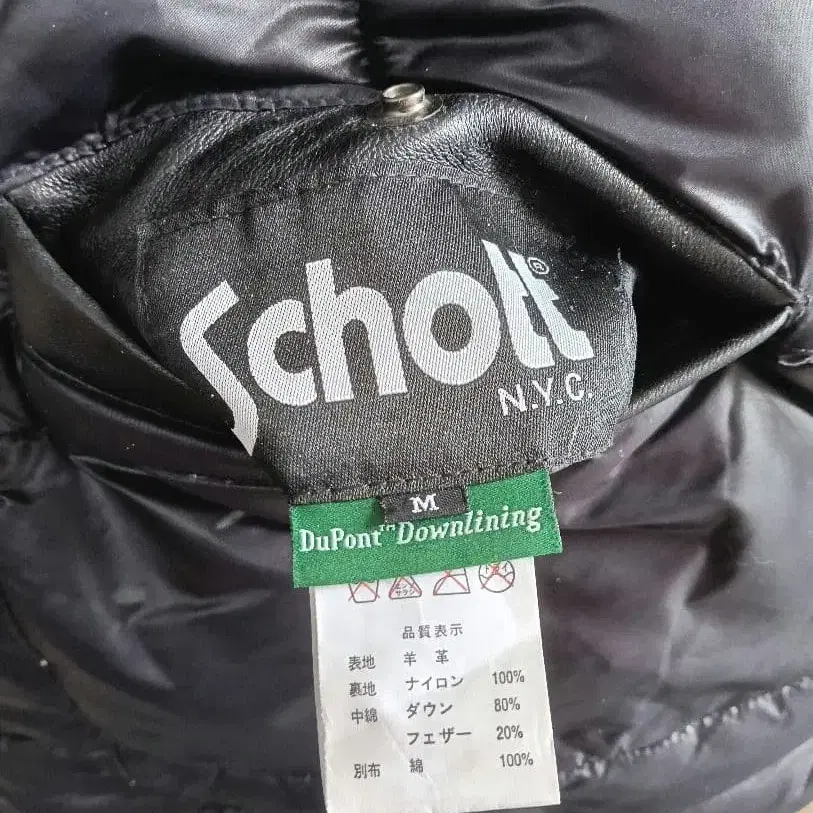 Schott®
N.Y.C.
M
DuPont™ Downlining
品質表示
表地 羊革
裏地 ナイロン 100%
中綿 ダウン 80%
フェザー 20%
別布 綿 100%